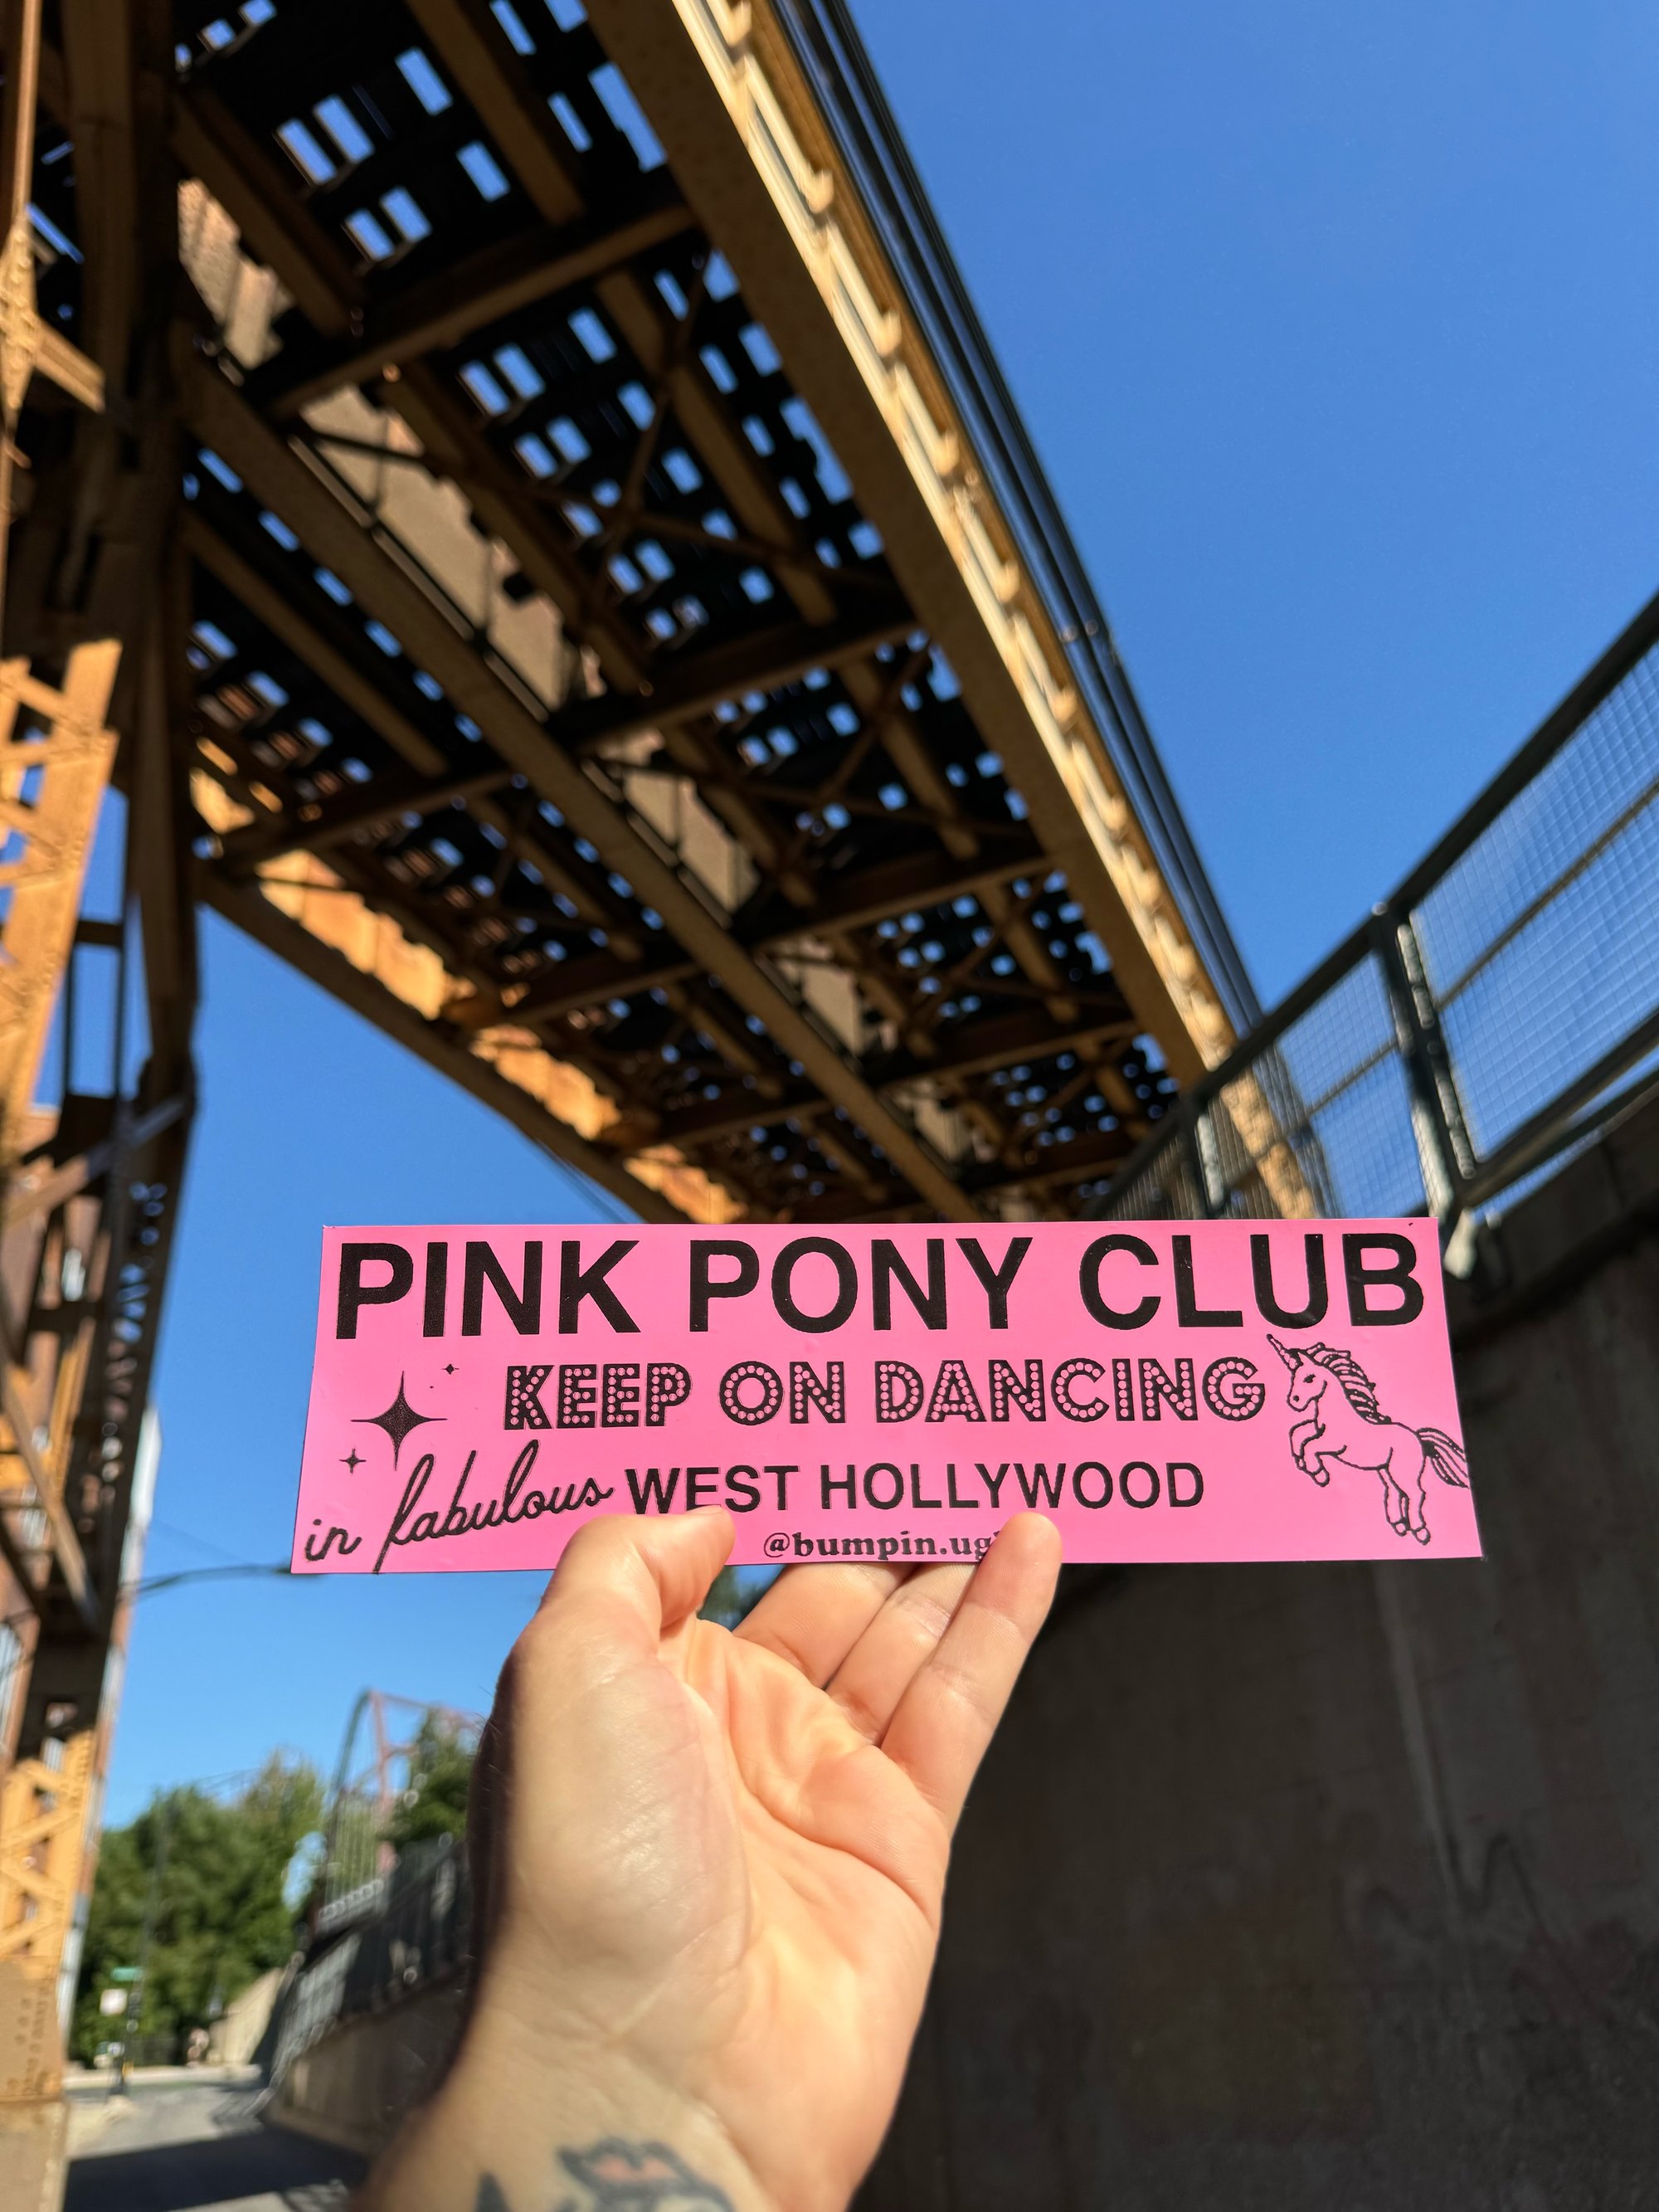 PINK PONY CLUB
KEEP ON DANCING
in fabulous WEST HOLLYWOOD